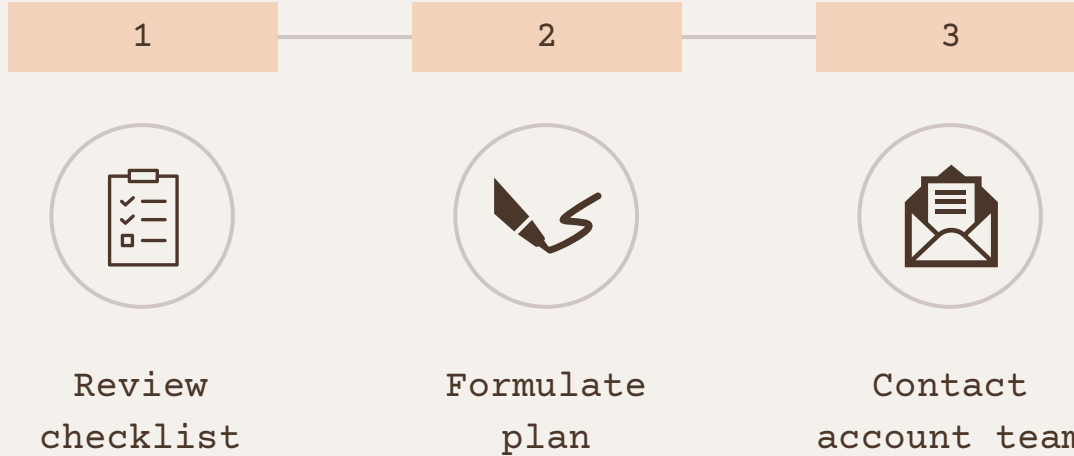 1
2
3
Review
checklist
Formulate
plan
Contact
account team